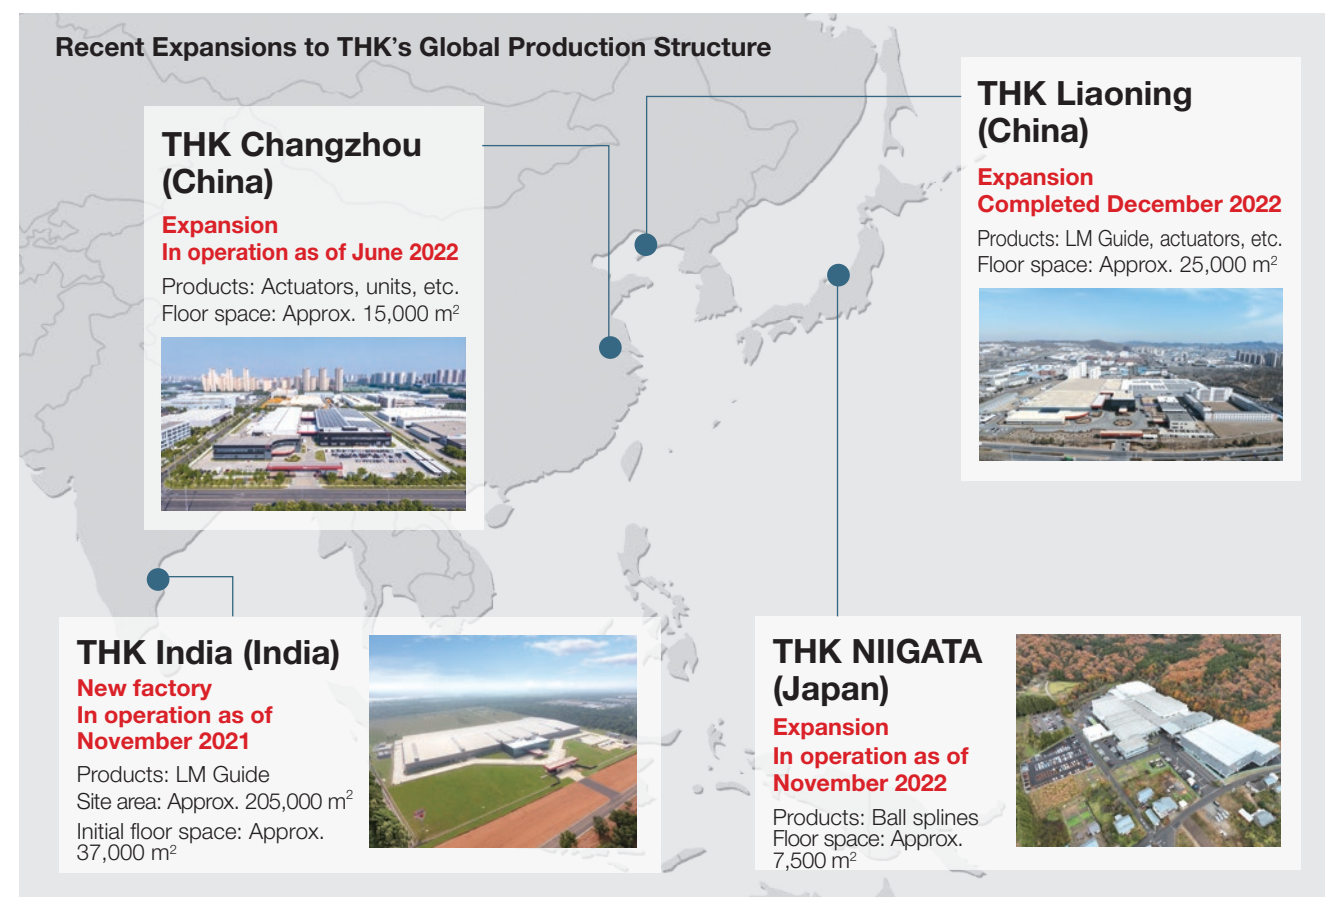 Recent Expansions to THK’s Global Production Structure
THK Changzhou
(China)
Expansion
In operation as of June 2022
Products: Actuators, units, etc.
Floor space: Approx. 15,000 m²
THK Liaoning
(China)
Expansion
Completed December 2022
Products: LM Guide, actuators, etc.
Floor space: Approx. 25,000 m²
THK India (India)
New factory
In operation as of
November 2021
Products: LM Guide
Site area: Approx. 205,000 m²
Initial floor space: Approx.
37,000 m²
THK NIIGATA
(Japan)
Expansion
In operation as of
November 2022
Products: Ball splines
Floor space: Approx.
7,500 m²